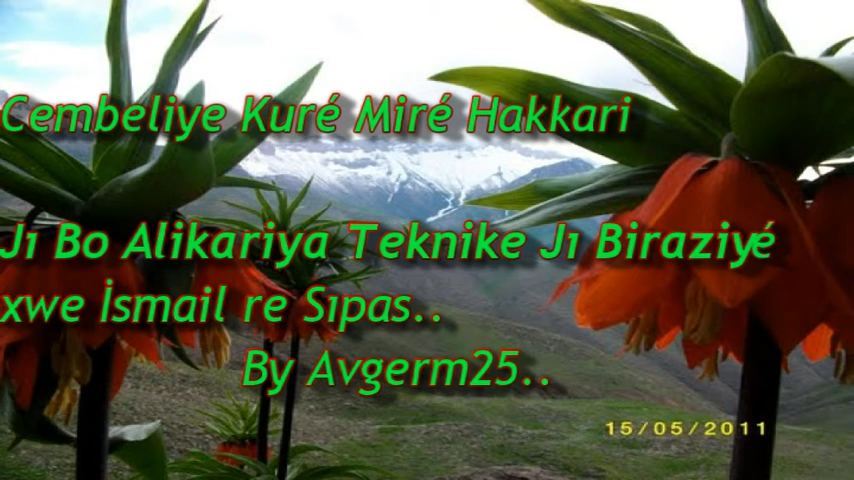 Cembeliye Kuré Miré Hakkari
Jı Bo Alikariya Teknike Jı Biraziyé
xwe İsmail re Sıpas..
By Avgerm25..
15/05/2011